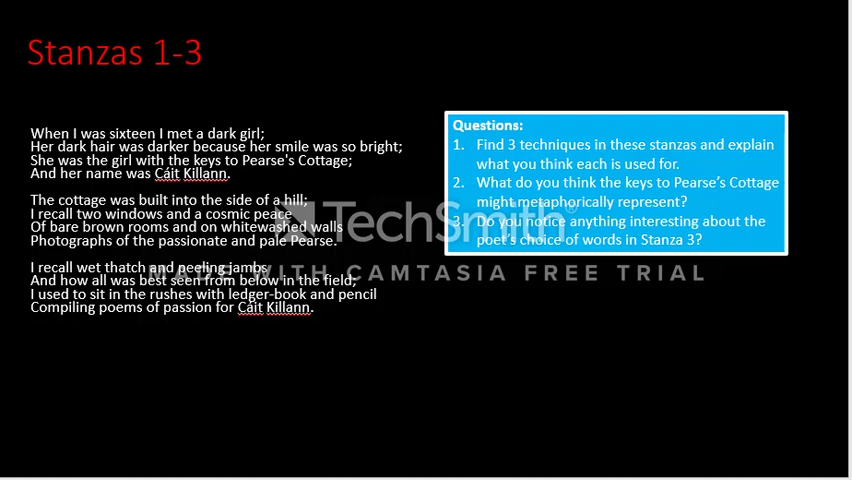 Stanzas 1-3
When I was sixteen I met a dark girl;
Her dark hair was darker because her smile was so bright;
She was the girl with the keys to Pearse's Cottage;
And her name was Cáit Killann.
The cottage was built into the side of a hill;
I recall two windows and a cosmic peace
Of bare brown rooms and on whitewashed walls
Photographs of the passionate and pale Pearse.
I recall wet thatch and peeling jambs
And how all was best seen from below in the field;
I used to sit in the rushes with ledger-book and pencil
Compiling poems of passion for Cáit Killann.
Questions:
1. Find 3 techniques in these stanzas and explain
what you think each is used for.
2. What do you think the keys to Pearse's Cottage
might metaphorically represent?
3. Do you notice anything interesting about the
poet's choice of words in Stanza 3?
TechSmith®
MADE WITH CAMTASIA FREE TRIAL